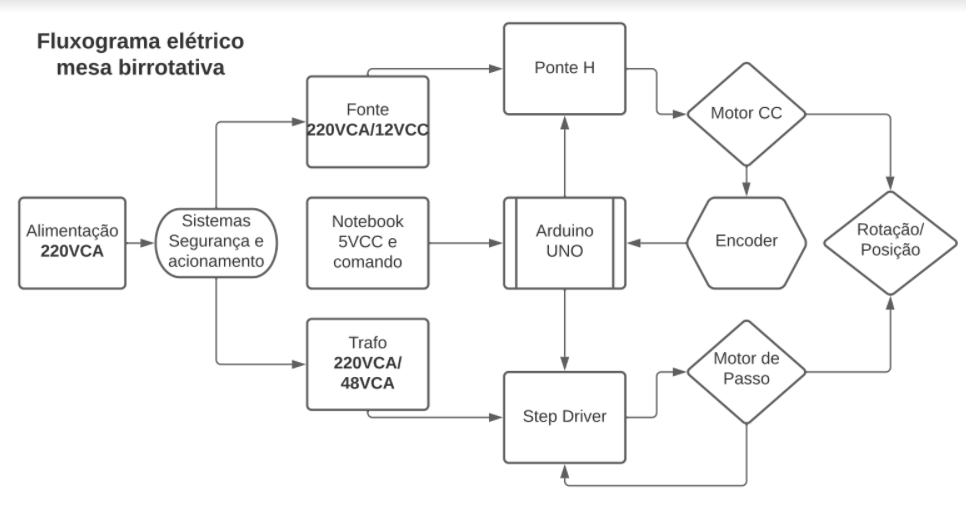 Fluxograma elétrico
mesa birrotativa
Ponte H
Fonte
220VCA/12VCC
Motor CC
Alimentação
220VCA
Sistemas
Segurança e
acionamento
Notebook
5VCC e
comando
Arduino
UNO
Encoder
Rotação/
Posição
Trafo
220VCA/
48VCA
Step Driver
Motor de
Passo